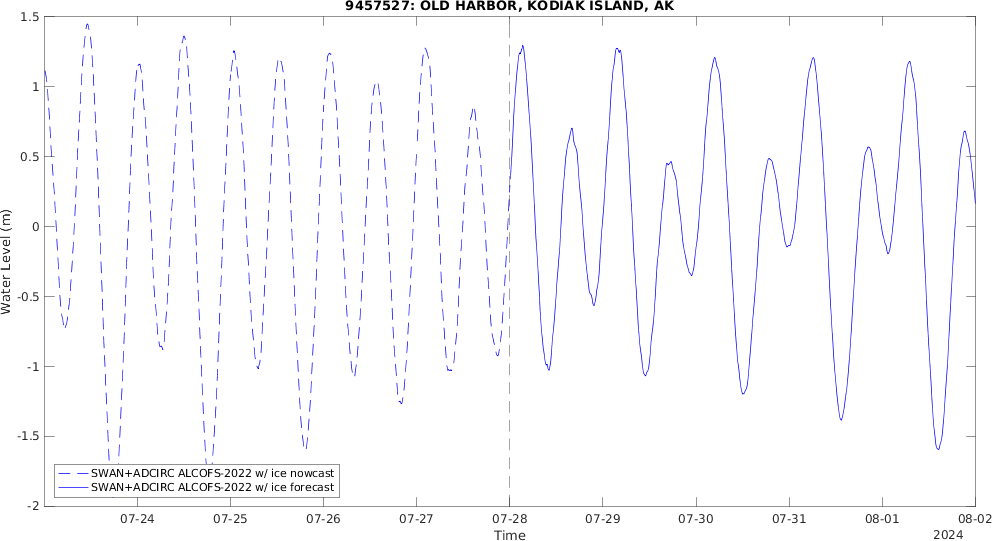 9457527: OLD HARBOR, KODIAK ISLAND, AK
1.5
1
0.5
0
-0.5
-1
-1.5
-2
Water Level (m)
SWAN+ADCIRC ALCOFS-2022 w/ ice nowcast
SWAN+ADCIRC ALCOFS-2022 w/ ice forecast
07-24 07-25 07-26 07-27 07-28 07-29 07-30 07-31 08-01 08-02
Time
2024